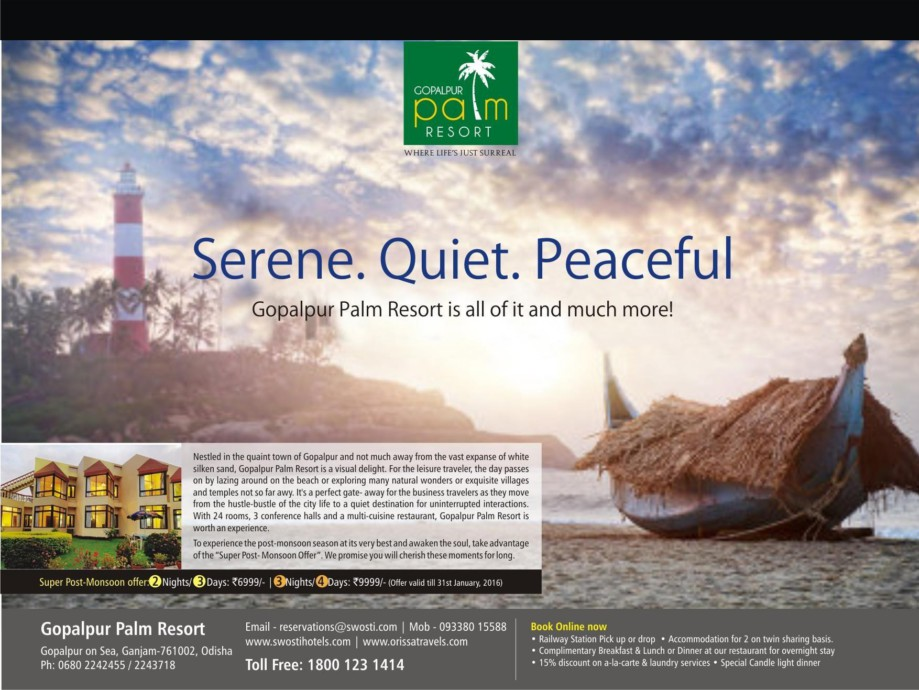 GOPALPUR
palm
RESORT
WHERE LIFE'S JUST SURREAL
Serene. Quiet. Peaceful
Gopalpur Palm Resort is all of it and much more!
Nestled in the quaint town of Gopalpur and not much away from the vast expanse of white
silken sand, Gopalpur Palm Resort is a visual delight. For the leisure traveler, the day passes
on by lazing around on the beach or exploring many natural wonders or exquisite villages
and temples not so far awy. It's a perfect gate- away for the business travelers as they move
from the hustle-bustle of the city life to a quiet destination for uninterrupted interactions.
With 24 rooms, 3 conference halls and a multi-cuisine restaurant, Gopalpur Palm Resort is
worth an experience.
To experience the post-monsoon season at its very best and awaken the soul, take advantage
of the "Super Post- Monsoon Offer". We promise you will cherish these moments for long.
Super Post-Monsoon offer: 2 Nights/ 3 Days: ₹6999/- | 3 Nights/ 4 Days: ₹9999/- (Offer valid till 31st January, 2016)
Gopalpur Palm Resort
Gopalpur on Sea, Ganjam-761002, Odisha
Ph: 0680 2242455 / 2243718
Email - reservations@swosti.com | Mob - 093380 15588
www.swostihotels.com | www.orissatravels.com
Toll Free: 1800 123 1414
Book Online now
• Railway Station Pick up or drop • Accommodation for 2 on twin sharing basis.
• Complimentary Breakfast & Lunch or Dinner at our restaurant for overnight stay
• 15% discount on a-la-carte & laundry services • Special Candle light dinner